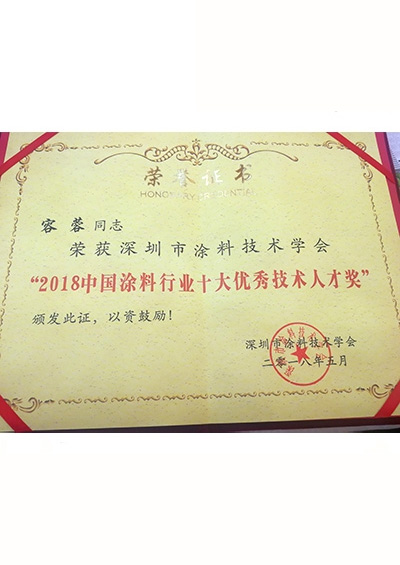 荣誉证书
HONORARY CREDENTIAL
容蓉同志
荣获深圳市涂料技术学会
“2018中国涂料行业十大优秀技术人才奖”
颁发此证，以资鼓励！
深圳市涂料技术学会
二零一八年五月